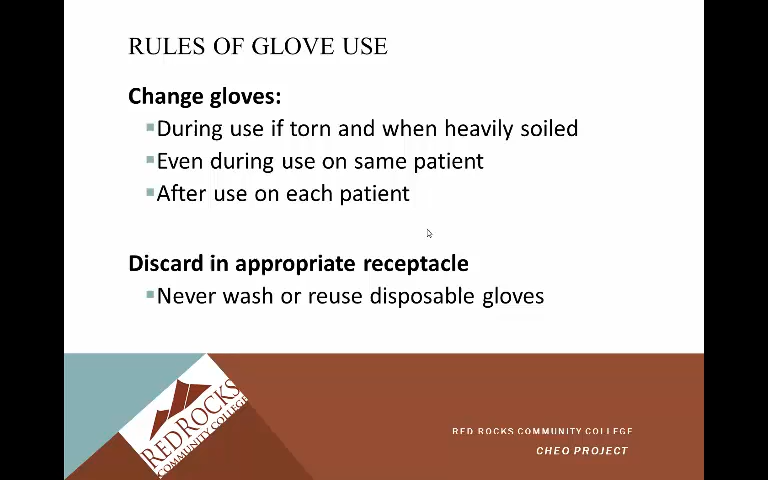 RULES OF GLOVE USE
Change gloves:
During use if torn and when heavily soiled
Even during use on same patient
After use on each patient
Discard in appropriate receptacle
Never wash or reuse disposable gloves
RED ROCKS COMMUNITY COLLEGE
CHEO PROJECT
RED ROCKS
COMMUNITY COLLEGE